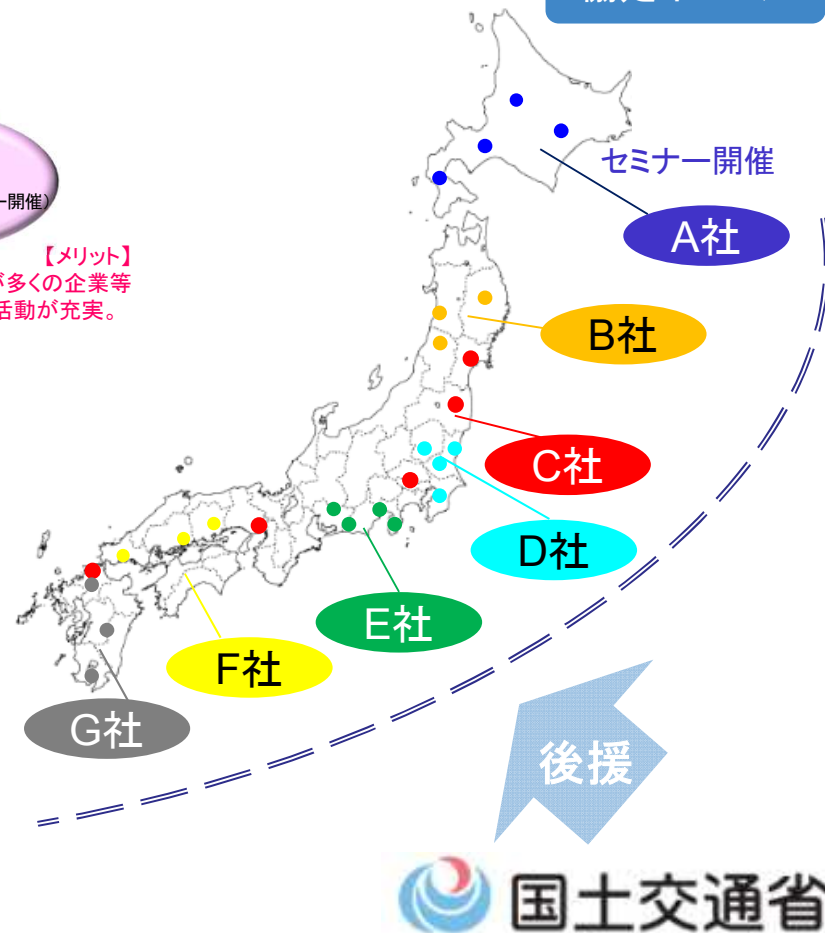 セミナー開催
ー開催)
A社
【メリット】
が多くの企業等
活動が充実。
B社
C社
D社
E社
F社
G社
後援
国土交通省